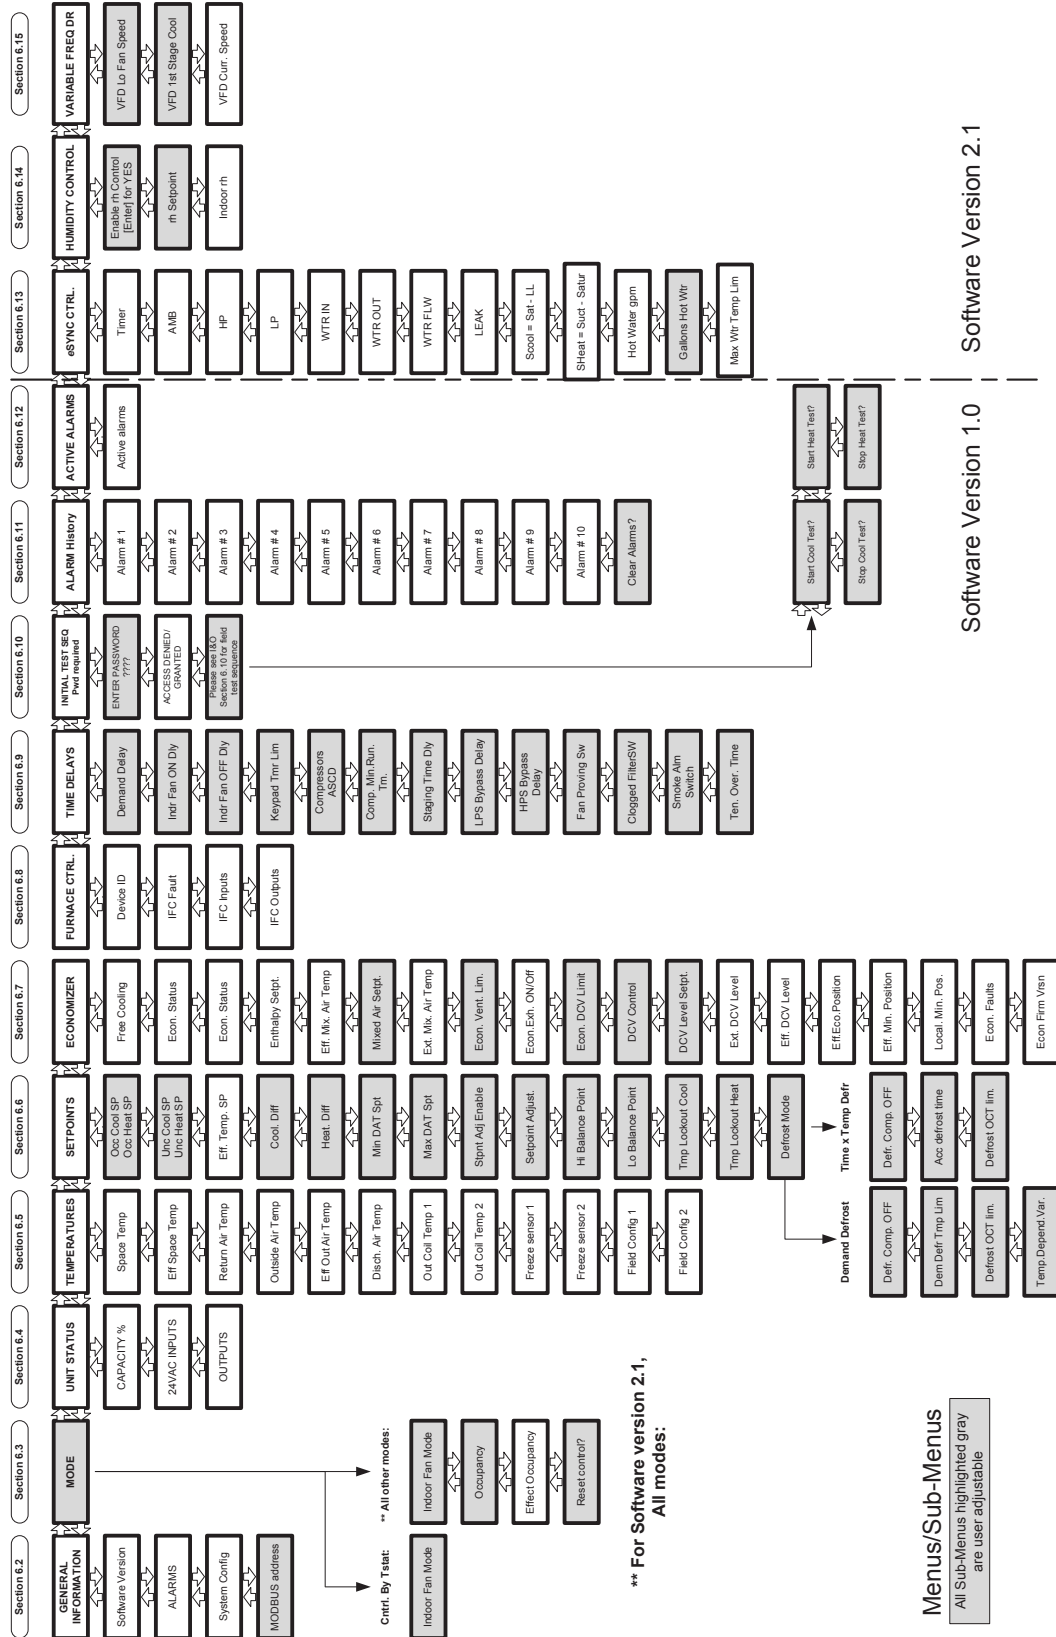 Section 6.2
GENERAL
INFORMATION
Software Version
ALARMS
System Config
MODBUS address
Section 6.3
MODE
Cntrl. By Tstat:
Indoor Fan Mode
** All other modes:
Indoor Fan Mode
Occupancy
Effect Occupancy
Reset control?
** For Software version 2.1,
All modes:
Section 6.4
UNIT STATUS
CAPACITY %
24VAC INPUTS
OUTPUTS
Section 6.5
TEMPERATURES
Space Temp
Eff Space Temp
Return Air Temp
Outside Air Temp
Eff Out Air Temp
Disch. Air Temp
Out Coil Temp 1
Out Coil Temp 2
Freeze sensor 1
Freeze sensor 2
Field Config 1
Field Config 2
Section 6.6
SETPOINTS
Occ Cool SP
Occ Heat SP
Unc Cool SP
Unc Heat SP
Eff. Temp. SP
Cool. Diff
Heat. Diff
Min DAT Spt
Max DAT Spt
Stpnt Adj Enable
Setpoint Adjust.
Hi Balance Point
Lo Balance Point
Tmp Lookout Cool
Tmp Lookout Heat
Defrost Mode
Demand Defrost
Defr. Comp. OFF
Dem Defr Tmp Lim
Defrost OCT lim.
Temp.Depend.Var.
Time x Temp Defr
Defr. Comp. OFF
Acc defrost time
Defrost OCT lim.
Section 6.7
ECONOMIZER
Free Cooling
Econ. Status
Econ. Status
Enthalpy Setpt.
Eff. Mix. Air Temp
Mixed Air Setpt.
Ext. Mix. Air Temp
Econ. Vent. Lim.
Econ.Exh. ON/Off
Econ. DCV Limit
DCV Control
DCV Level Setpt.
Ext. DCV Level
Eff. DCV Level
Eff.Eco.Position
Eff. Min. Position
Local. Min. Pos.
Econ. Faults
Econ Firm Vrsn
Section 6.8
FURNACE CTRL.
Device ID
IFC Fault
IFC Inputs
IFC Outputs
Section 6.9
TIME DELAYS
Demand Delay
Indr Fan ON Dly
Indr Fan OFF Dly
Keypad Tmr Lim
Compressors
ASCD
Comp. MIn.Run.
Tm.
Staging Time Dly
LPS Bypass Delay
HPS Bypass
Delay
Fan Proving Sw
Clogged FilterSW
Smoke Alm
Switch
Ten. Over. Time
Section 6.10
INITIAL TEST SEQ
Pwd required
ENTER PASSWORD
????
ACCESS DENIED/
GRANTED
Please see I&O
Section 6.10 for field
test sequence
Start Cool Test?
Stop Cool Test?
Start Heat Test?
Stop Heat Test?
Section 6.11
ALARM History
Alarm # 1
Alarm # 2
Alarm # 3
Alarm # 4
Alarm # 5
Alarm # 6
Alarm # 7
Alarm # 8
Alarm # 9
Alarm # 10
Clear Alarms?
Section 6.12
ACTIVE ALARMS
Active alarms
Software Version 1.0
Section 6.13
eSYNC CTRL.
Timer
AMB
HP
LP
WTR IN
WTR OUT
WTR FLW
LEAK
Scool = Sat - LL
SHeat = Suct - Satur
Hot Water gpm
Gallons Hot Wtr
Max Wtr Temp Lim
Section 6.14
HUMIDITY CONTROL
Enable rh Control
[Enter] for YES
rh Setpoint
Indoor rh
Section 6.15
VARIABLE FREQ DR
VFD Lo Fan Speed
VFD 1st Stage Cool
VFD Curr. Speed
Software Version 2.1
Menus/Sub-Menus
All Sub-Menus highlighted gray
are user adjustable